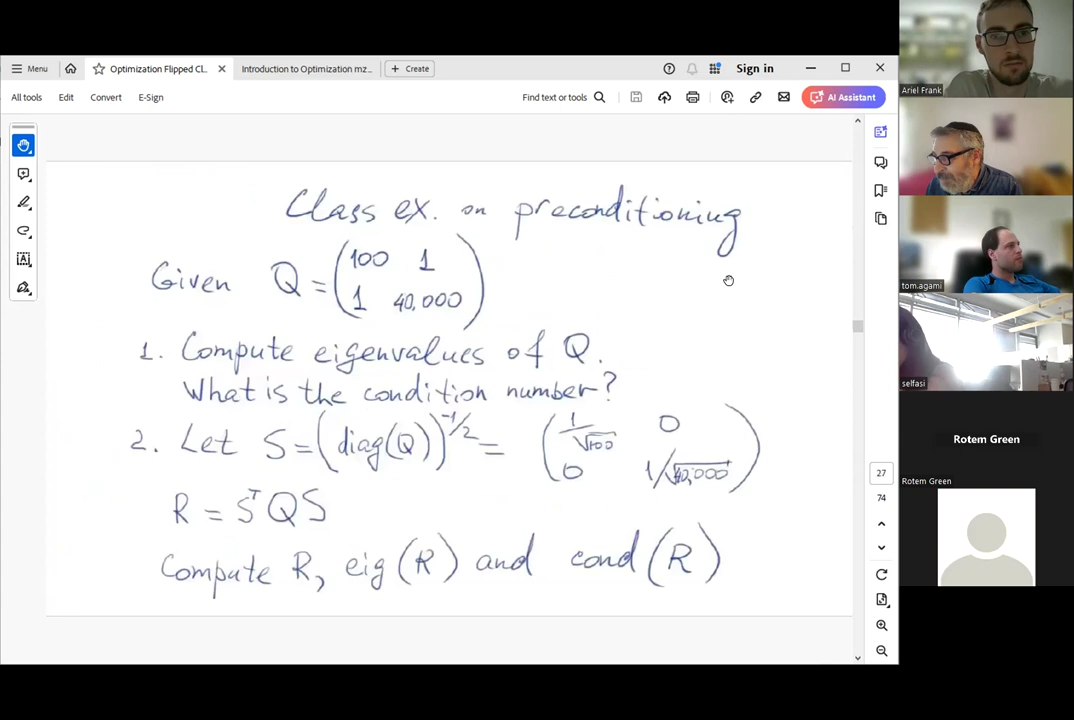 Menu
Optimization Flipped Cl...
Introduction to Optimization mz...
Create
Sign in
All tools
Edit
Convert
E-Sign
Find text or tools
AI Assistant
Class ex. on preconditioning
Given Q = (100 1
1 40,000)
1. Compute eigenvalues of Q.
What is the condition number?
2. Let S = (diag(Q))^-1/2 = (1/√100 0
0 1/√40,000)
R = S^T Q S
Compute R, eig(R) and cond(R)
27
74
Ariel Frank
tom.agami
selfasi
Rotem Green
Rotem Green